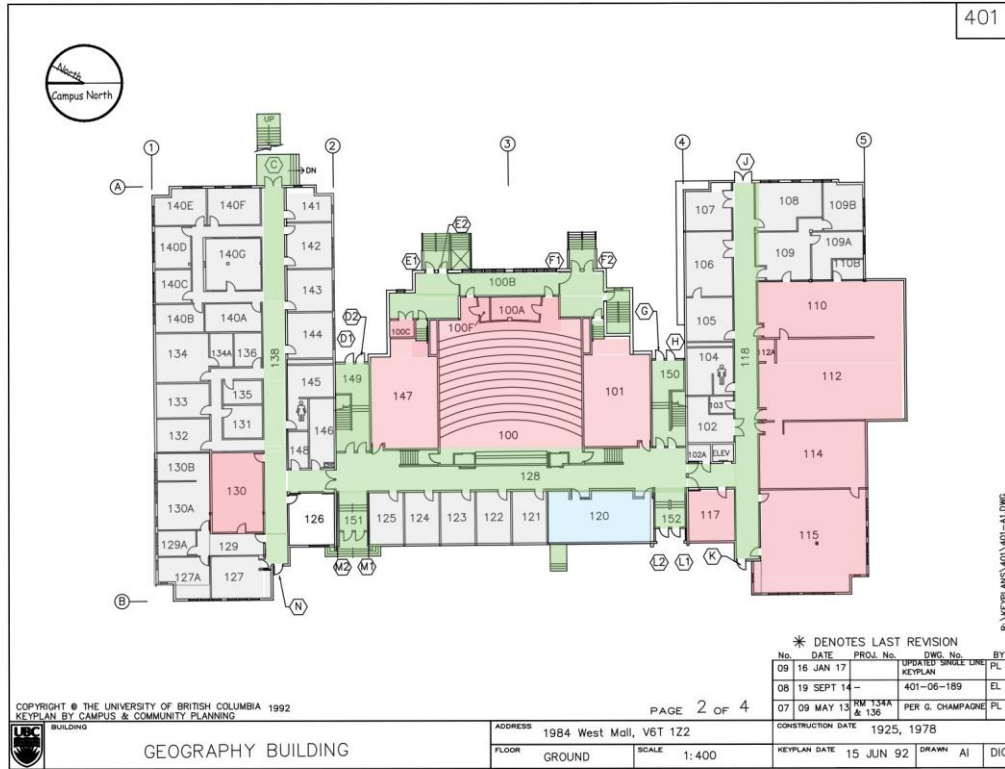 401
North
Campus North
UP
C
DN
1
2
3
4
5
A
J
140E
140F
141
107
108
109B
E2
140D
140G
142
E1
F1
F2
106
109
109A
110B
140C
143
100B
140B
140A
100F
100A
G
105
110
D2
D1
100C
H
134
134A
136
138
144
104
118
112A
112
149
147
150
133
135
145
101
103
132
131
146
148
100
102
114
130B
130
128
102A
ELEV
130A
126
151
125
124
123
122
121
120
152
117
115
129A
129
127A
127
M2
M1
L2
L1
K
N
B
R:\KEYPLANS\401\401-A1.DWG
* DENOTES LAST REVISION
No. DATE PROJ. No. DWG. No. BY
09 16 JAN 17 UPDATED SINGLE LINE KEYPLAN PL
08 19 SEPT 14 - 401-06-189 EL
07 09 MAY 13 RM 134A & 136 PER G. CHAMPAGNE PL
COPYRIGHT © THE UNIVERSITY OF BRITISH COLUMBIA 1992
KEYPLAN BY CAMPUS & COMMUNITY PLANNING
PAGE 2 OF 4
UBC
BUILDING
GEOGRAPHY BUILDING
ADDRESS 1984 West Mall, V6T 1Z2
CONSTRUCTION DATE 1925, 1978
FLOOR GROUND
SCALE 1:400
KEYPLAN DATE 15 JUN 92
DRAWN AI